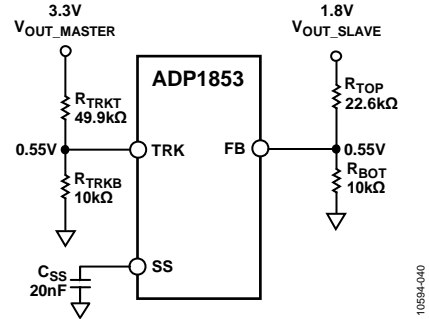 3.3V
VOUT_MASTER
1.8V
VOUT_SLAVE
ADP1853
RTRKT
49.9kΩ
RTOP
22.6kΩ
0.55V
TRK
FB
0.55V
RTRKB
10kΩ
RBOT
10kΩ
SS
CSS
20nF
10594-040